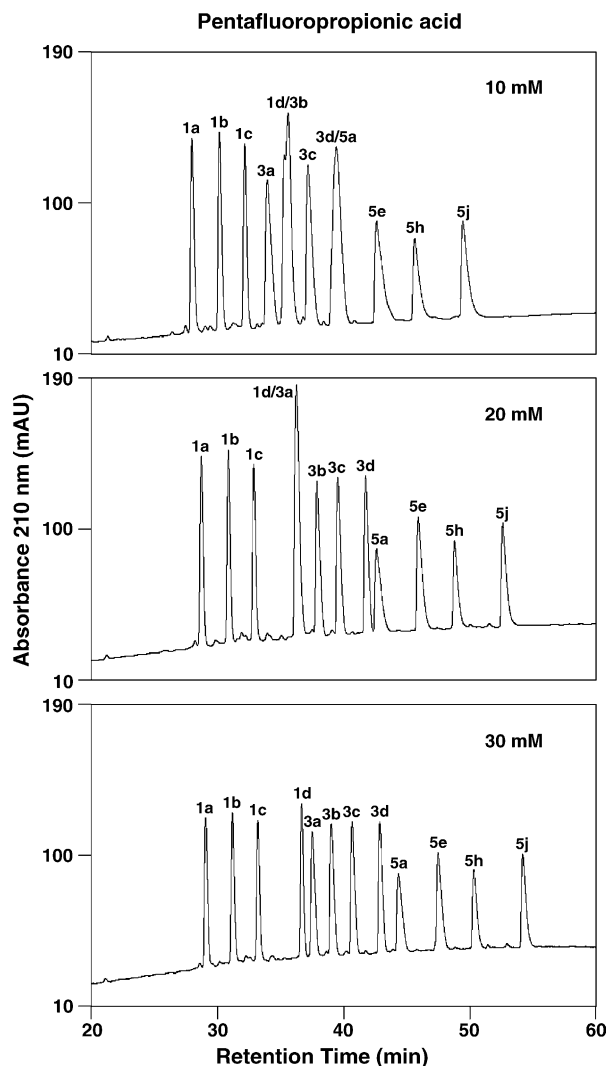 Pentafluoropropionic acid
190
10 mM
1d/3b
1a 1b 1c 3d/5a
3a 3c
5e 5h 5j
100
10
190
20 mM
1d/3a
1a 1b 1c 3b 3c 3d
5a 5e 5h 5j
100
10
Absorbance 210 nm (mAU)
190
30 mM
1a 1b 1c 1d 3a 3b 3c 3d
5a 5e 5h 5j
100
10
20 30 40 50 60
Retention Time (min)